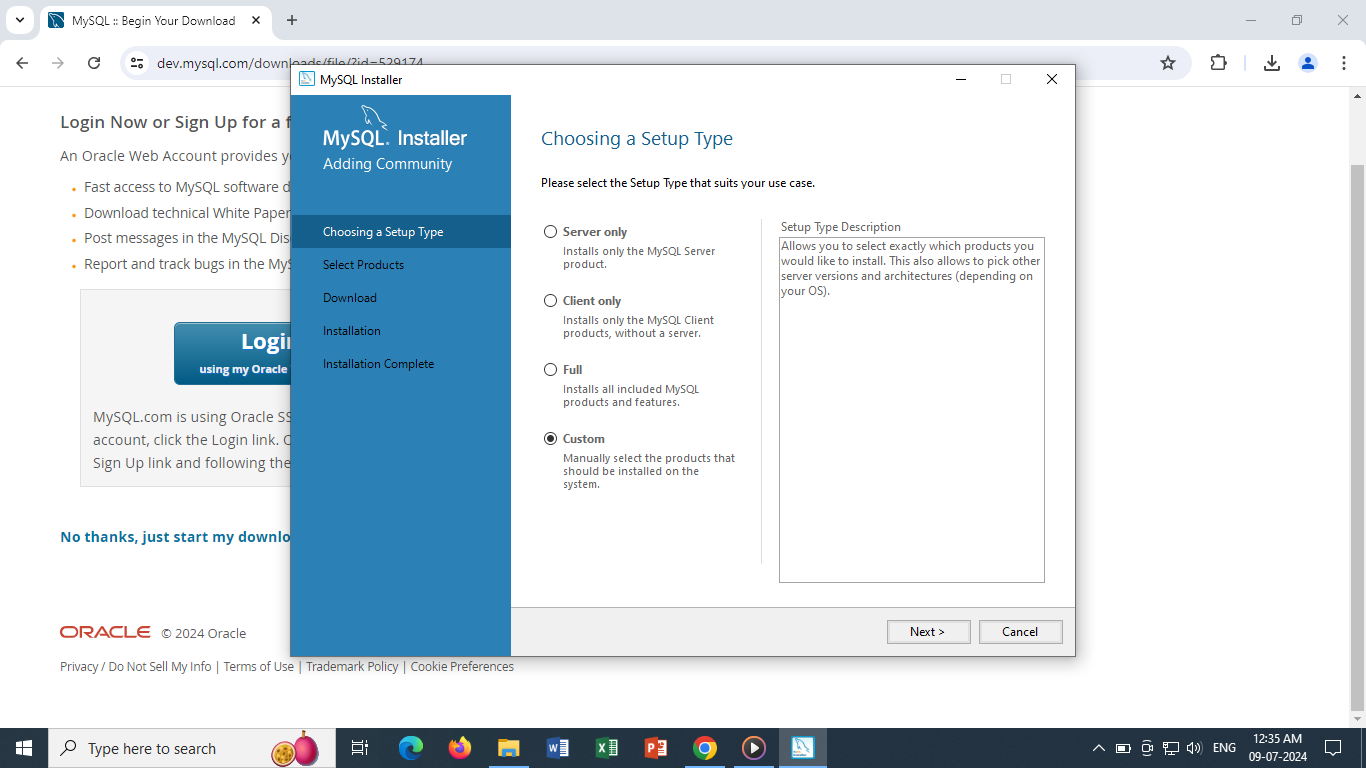 MySQL :: Begin Your Download
dev.mysql.com/downloads/file/?id=529174
Login Now or Sign Up for a f
An Oracle Web Account provides yo
Fast access to MySQL software d
Download technical White Paper
Post messages in the MySQL Dis
Report and track bugs in the MyS
Login
using my Oracle
MySQL.com is using Oracle SS
account, click the Login link. O
Sign Up link and following the
No thanks, just start my downlo
ORACLE © 2024 Oracle
Privacy / Do Not Sell My Info | Terms of Use | Trademark Policy | Cookie Preferences
MySQL Installer
MySQL. Installer
Adding Community
Choosing a Setup Type
Select Products
Download
Installation
Installation Complete
Choosing a Setup Type
Please select the Setup Type that suits your use case.
Server only
Installs only the MySQL Server
product.
Client only
Installs only the MySQL Client
products, without a server.
Full
Installs all included MySQL
products and features.
Custom
Manually select the products that
should be installed on the
system.
Setup Type Description
Allows you to select exactly which products you
would like to install. This also allows to pick other
server versions and architectures (depending on
your OS).
Next >
Cancel
Type here to search
ENG
12:35 AM
09-07-2024